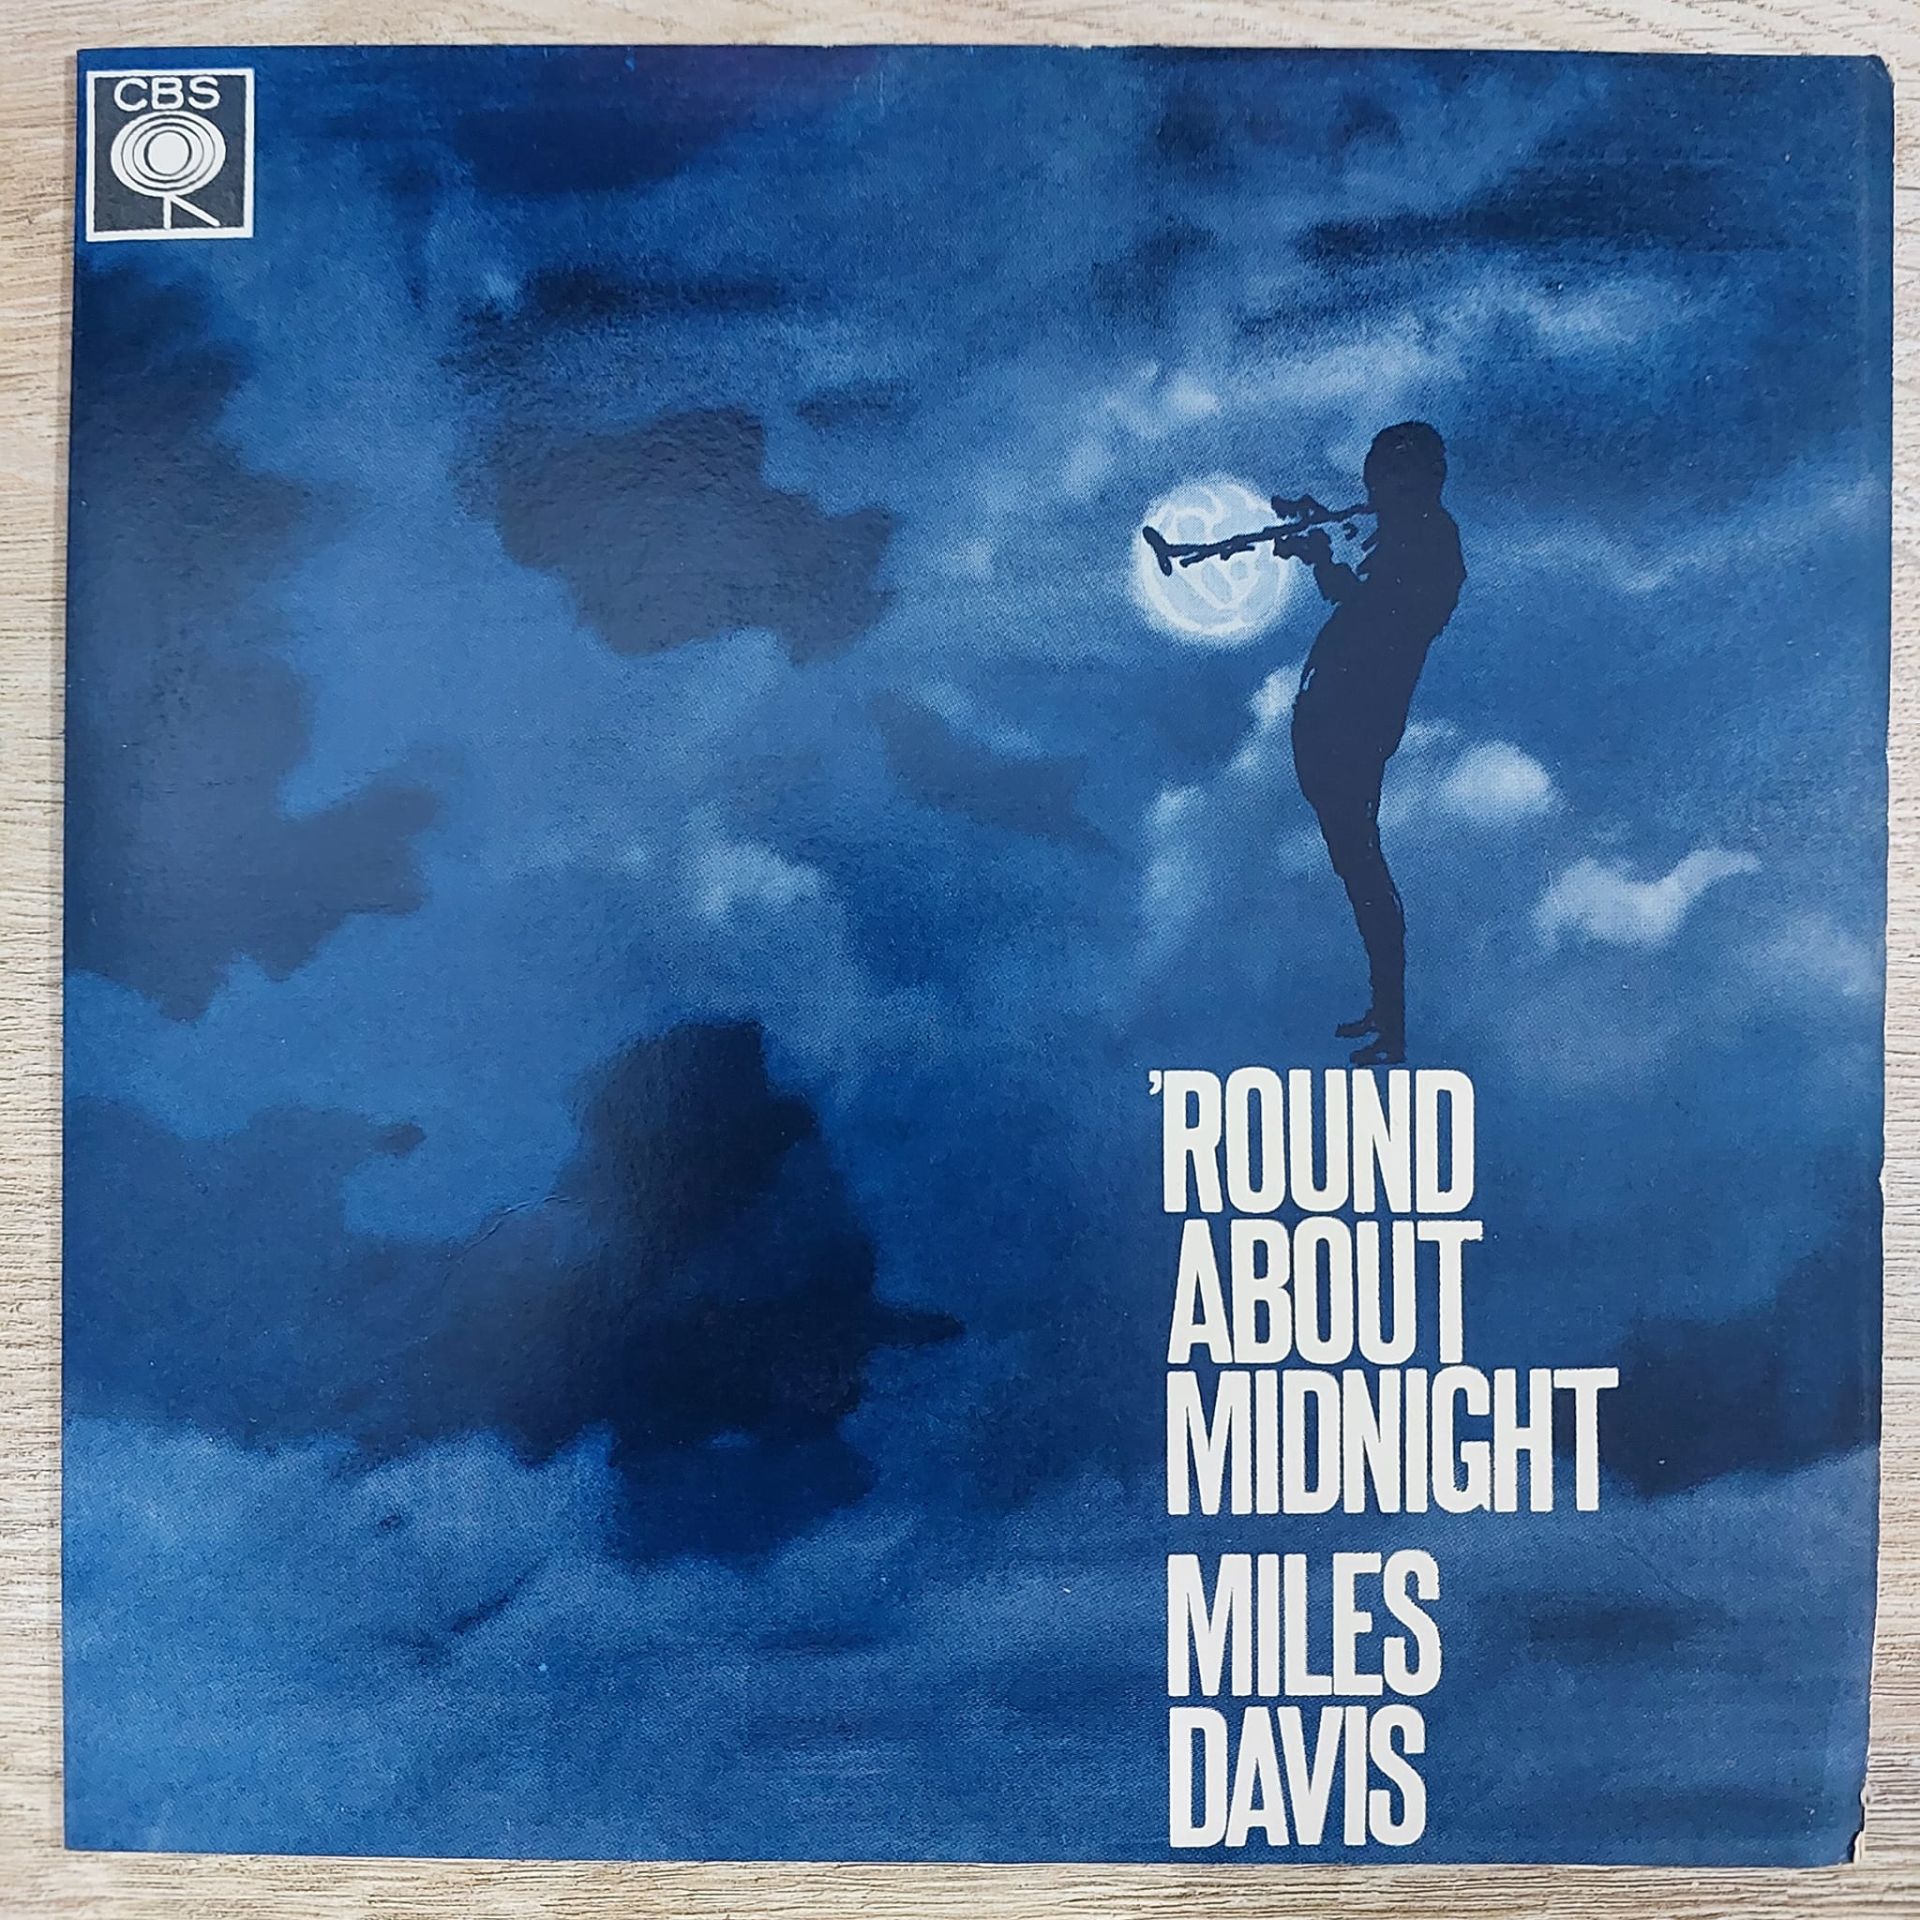 CBS
'ROUND
ABOUT
MIDNIGHT
MILES
DAVIS